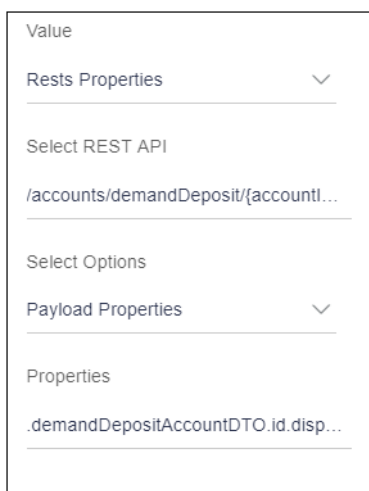 Value
Rests Properties
Select REST API
/accounts/demandDeposit/{accountI...
Select Options
Payload Properties
Properties
.demandDepositAccountDTO.id.disp...